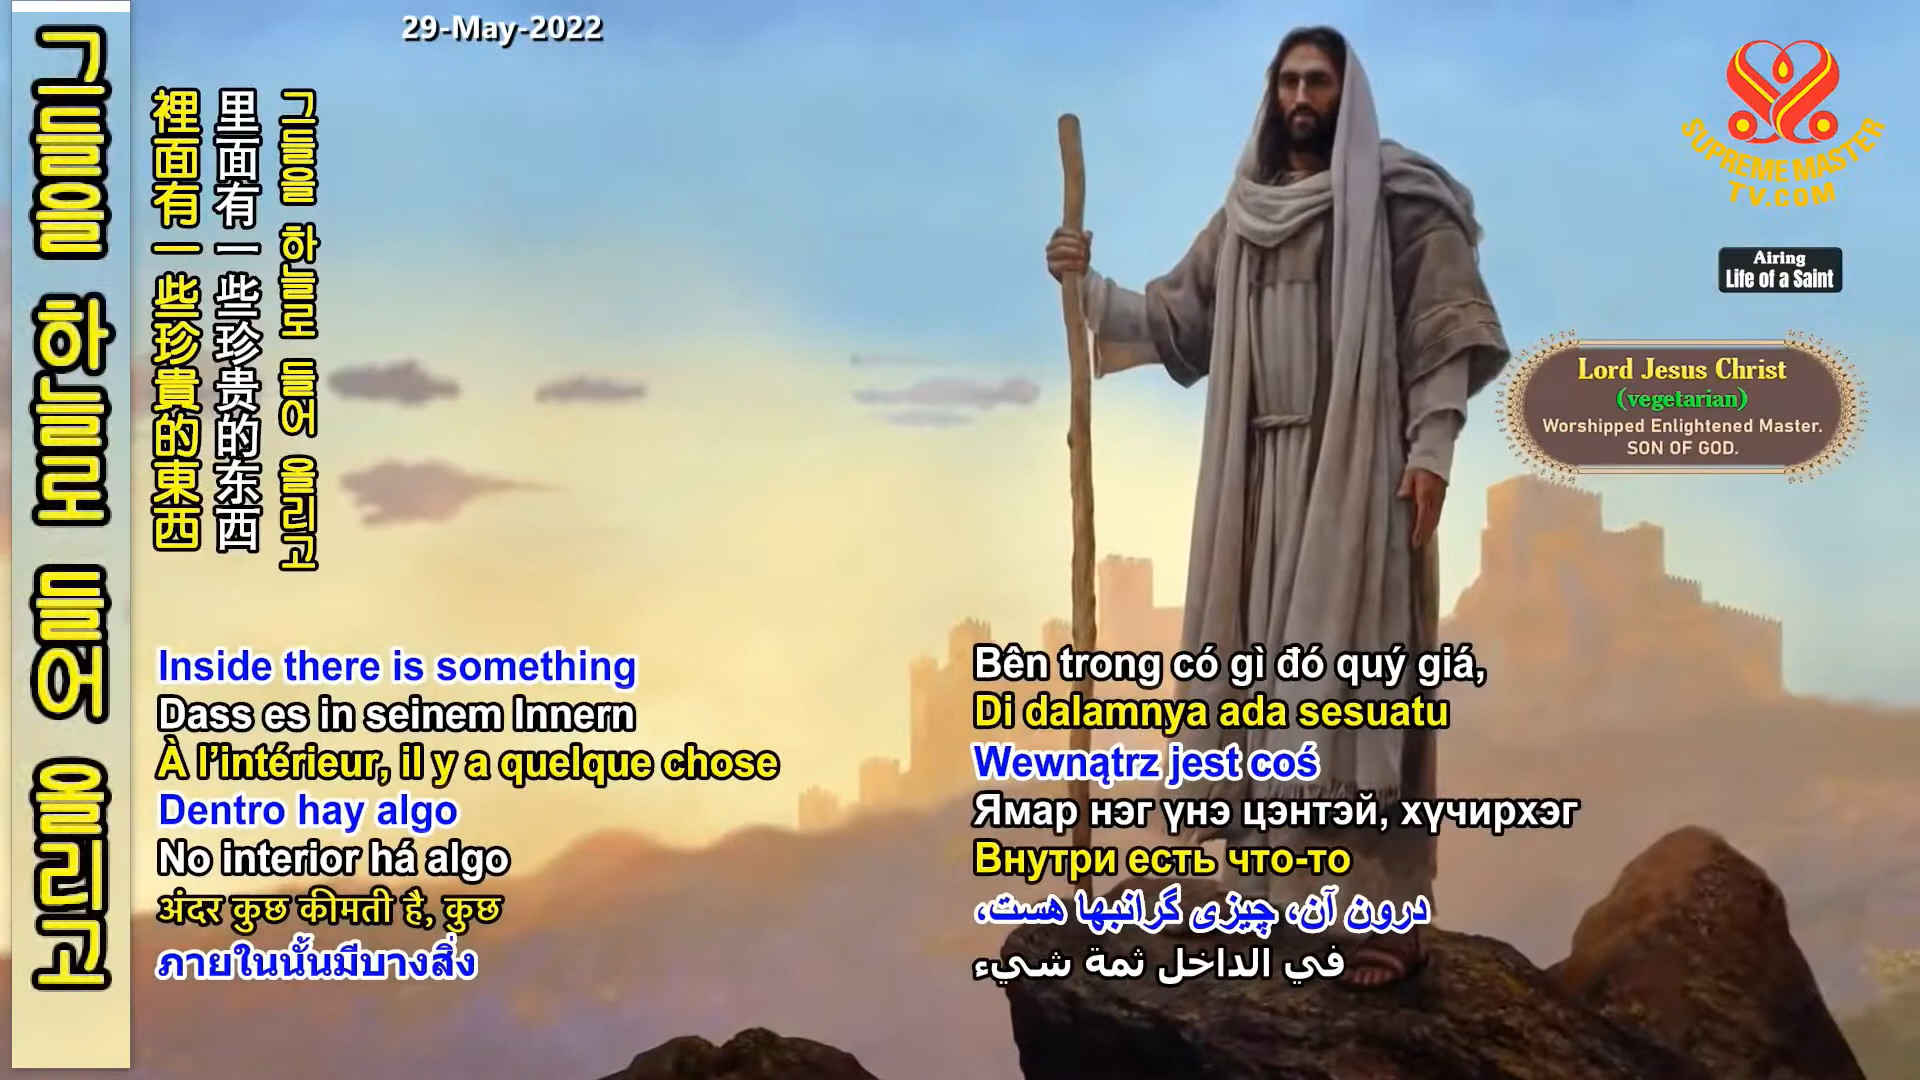 29-May-2022
그들을 하늘로 들어 올리고
裡面有一些珍貴的東西
里面有一些珍贵的东西
그들을 하늘로 들어 올리고
SUPREME MASTER
TV.COM
Airing
Life of a Saint
Lord Jesus Christ
(vegetarian)
Worshipped Enlightened Master.
SON OF GOD.
Inside there is something
Dass es in seinem Innern
À l’intérieur, il y a quelque chose
Dentro hay algo
No interior há algo
अंदर कुछ कीमती है, कुछ
ภายในนั้นมีบางสิ่ง
Bên trong có gì đó quý giá,
Di dalamnya ada sesuatu
Wewnątrz jest coś
Ямар нэг үнэ цэнтэй, хүчирхэг
Внутри есть что-то
درون آن، چیزی گرانبها هست،
في الداخل ثمة شيء